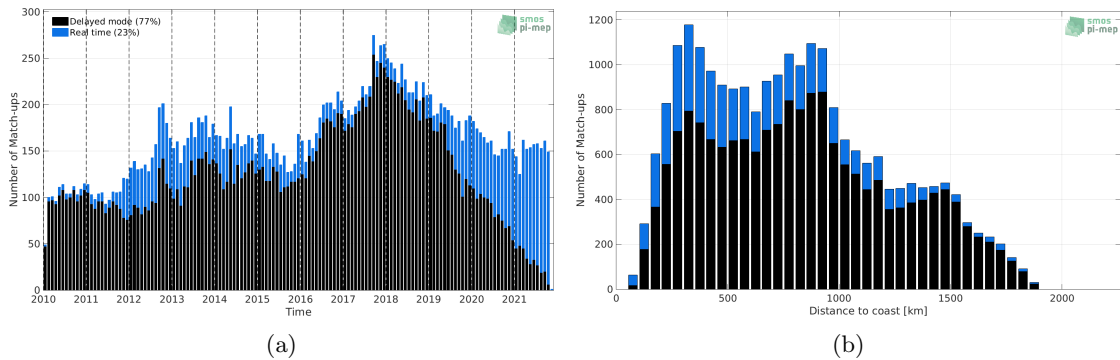 Delayed mode (77%)
Real time (23%)
smos
pi-mep
Number of Match-ups
300
250
200
150
100
50
0
2010 2011 2012 2013 2014 2015 2016 2017 2018 2019 2020 2021
Time
(a)
smos
pi-mep
Number of Match-ups
1200
1000
800
600
400
200
0
0 500 1000 1500 2000
Distance to coast [km]
(b)